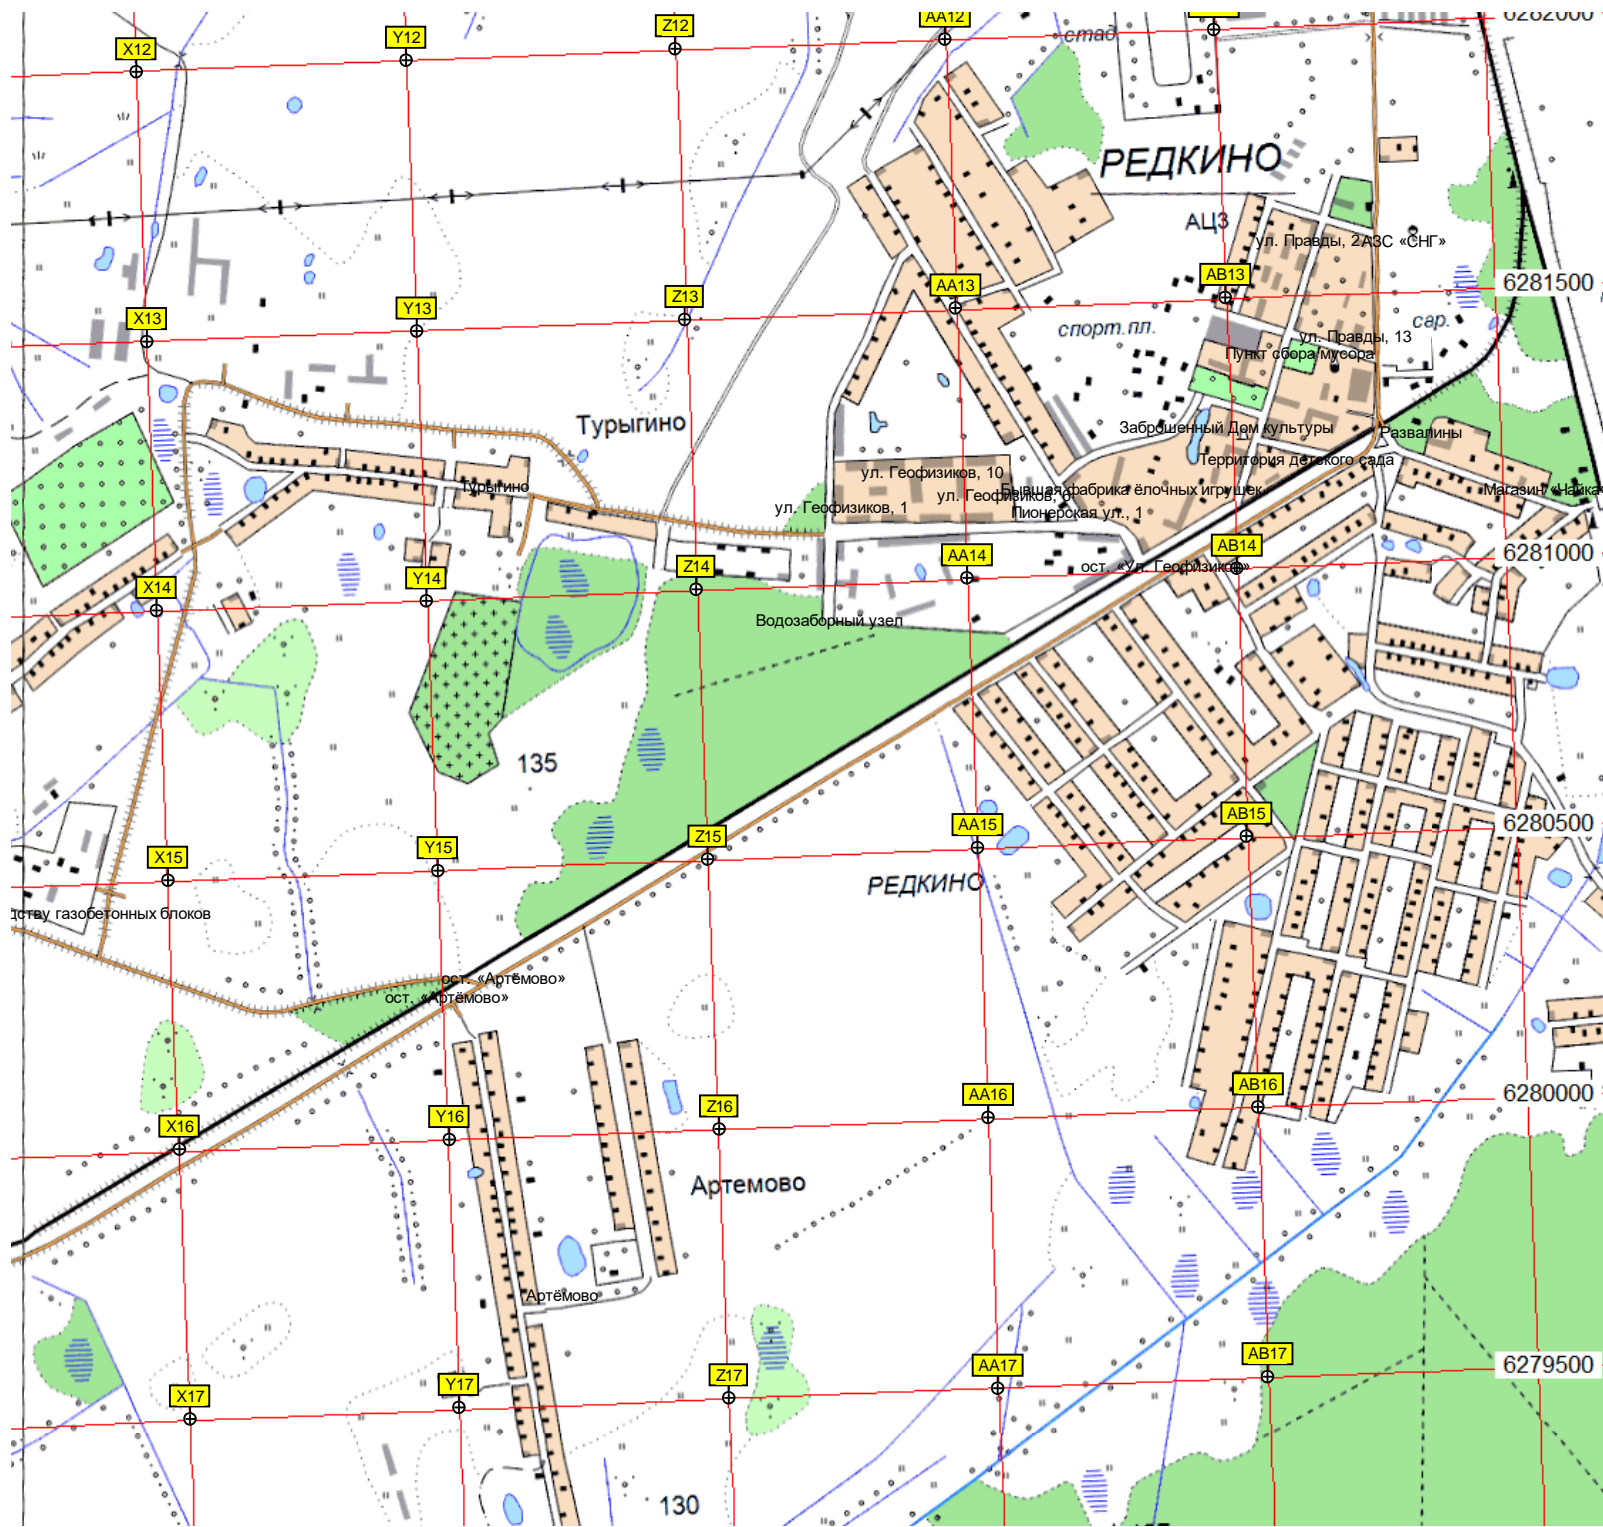 6282000
X12
Y12
Z12
AA12
стад.
РЕДКИНО
АЦЗ
ул. Правды, 2
АЗС «СНГ»
X13
Y13
Z13
AA13
AB13
6281500
спорт.пл.
сар.
ул. Правды, 13
Пункт сбора мусора
Турыгино
Заброшенный Дом культуры
Развалины
Территория детского сада
ул. Геофизиков, 10
Турыгино
Бывшая фабрика ёлочных игрушек
Магазин «Чайка»
ул. Геофизиков, 6
ул. Геофизиков, 1
Пионерская ул., 1
X14
Y14
Z14
AA14
AB14
6281000
ост. «Ул. Геофизиков»
Водозаборный узел
135
X15
Y15
Z15
AA15
AB15
6280500
РЕДКИНО
дству газобетонных блоков
ост. «Артёмово»
ост. «Артёмово»
X16
Y16
Z16
AA16
AB16
6280000
Артемово
Артёмово
X17
Y17
Z17
AA17
AB17
6279500
130